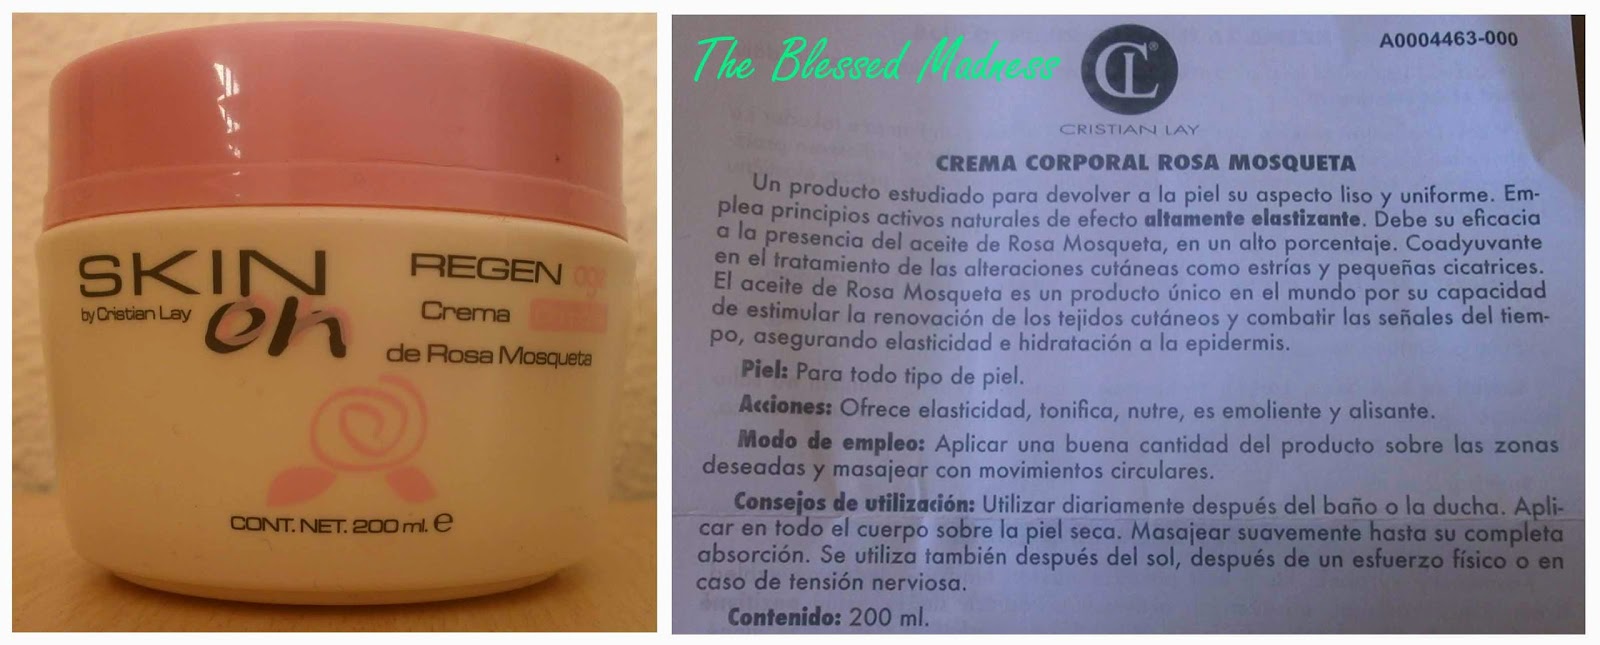 SKIN
by Cristian Lay
en
REGEN age
Crema
de Rosa Mosqueta
CONT. NET. 200 ml. e
The Blessed Madness
A0004463-000
CL®
CRISTIAN LAY
CREMA CORPORAL ROSA MOSQUETA
Un producto estudiado para devolver a la piel su aspecto liso y uniforme. Em-
plea principios activos naturales de efecto altamente elastizante. Debe su eficacia
a la presencia del aceite de Rosa Mosqueta, en un alto porcentaje. Coadyuvante
en el tratamiento de las alteraciones cutáneas como estrías y pequeñas cicatrices.
El aceite de Rosa Mosqueta es un producto único en el mundo por su capacidad
de estimular la renovación de los tejidos cutáneos y combatir las señales del tiem-
po, asegurando elasticidad e hidratación a la epidermis.
Piel: Para todo tipo de piel.
Acciones: Ofrece elasticidad, tonifica, nutre, es emoliente y alisante.
Modo de empleo: Aplicar una buena cantidad del producto sobre las zonas
deseadas y masajear con movimientos circulares.
Consejos de utilización: Utilizar diariamente después del baño o la ducha. Apli-
car en todo el cuerpo sobre la piel seca. Masajear suavemente hasta su completa
absorción. Se utiliza también después del sol, después de un esfuerzo físico o en
caso de tensión nerviosa.
Contenido: 200 ml.